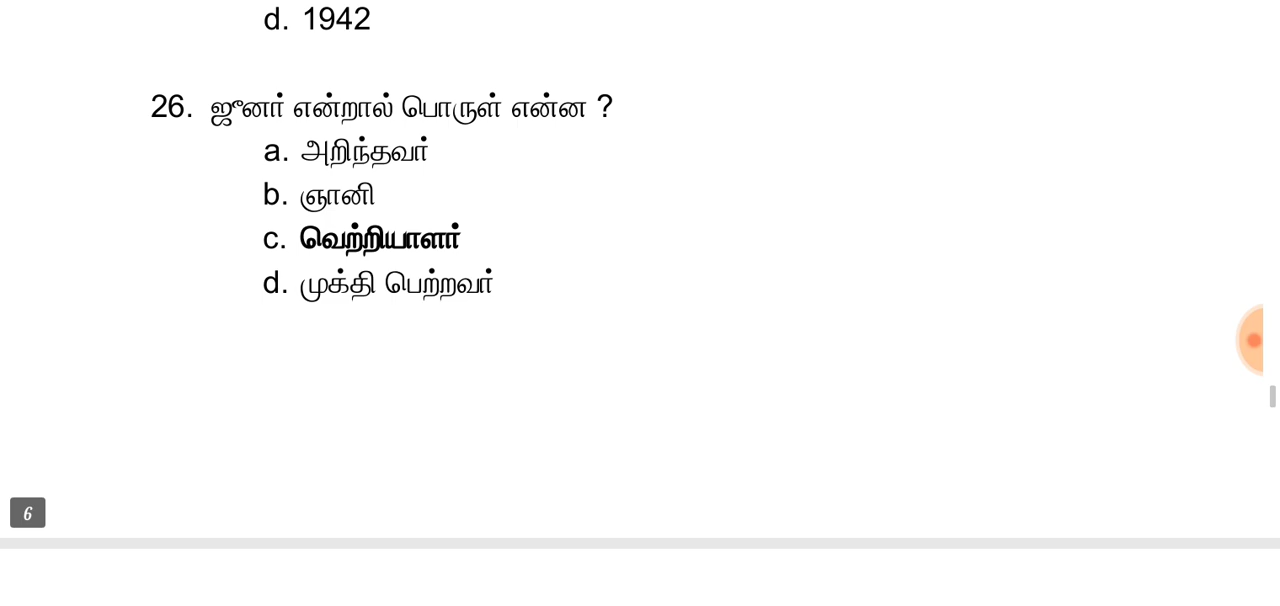 d. 1942
26. ஜூனர் என்றால் பொருள் என்ன ?
a. அறிந்தவர்
b. ஞானி
c. வெற்றியாளர்
d. முக்தி பெற்றவர்
6